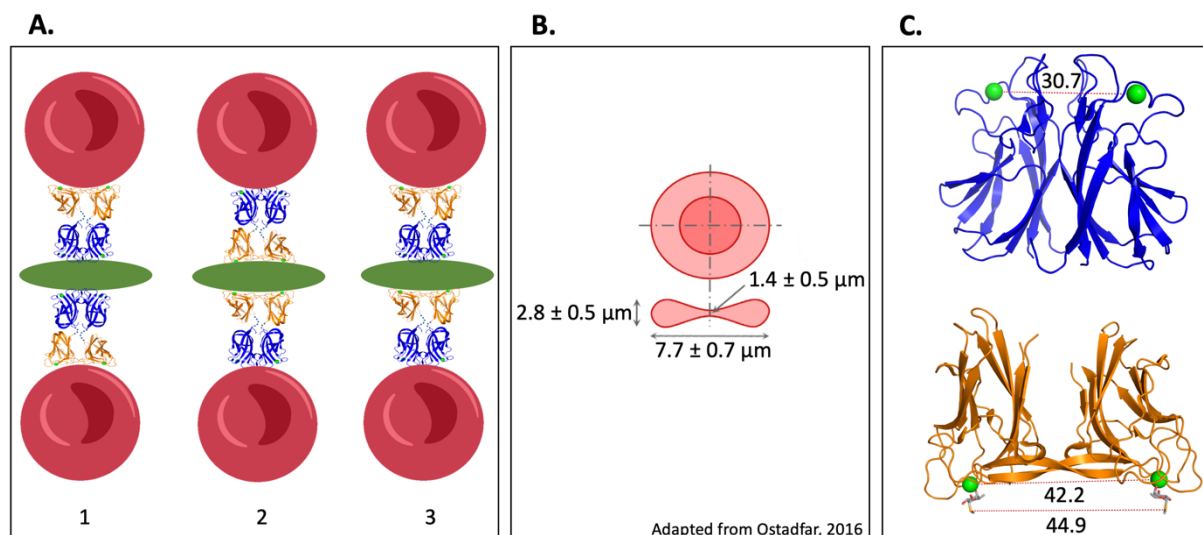 A.
B.
C.
1
2
3
1.4 ± 0.5 μm
2.8 ± 0.5 μm
7.7 ± 0.7 μm
Adapted from Ostadfar, 2016
30.7
42.2
44.9